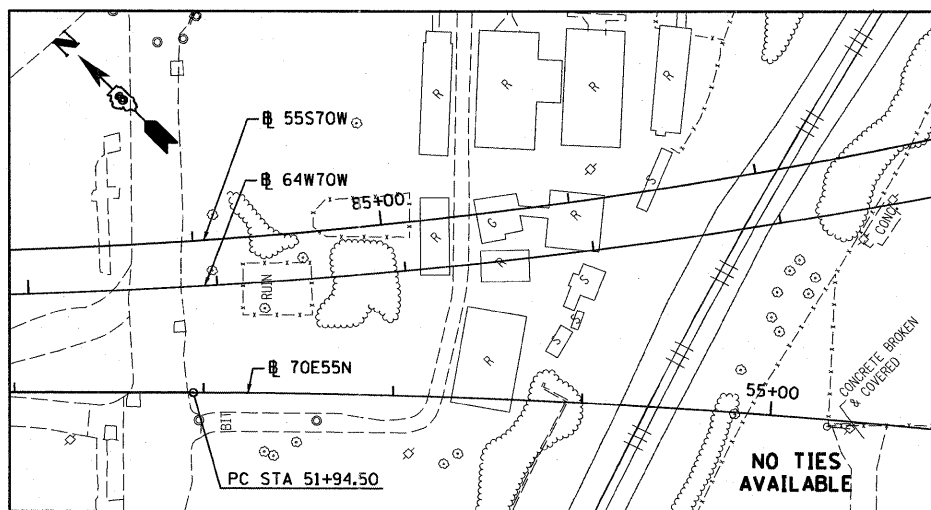 N
R
R
R
R
℄ 55S70W
℄ 64W70W
85+00
S
R
G
R
R
CONC.
RUIN
S
S
R
℄ 70E55N
55+00
CONCRETE BROKEN
& COVERED
BIT
PC STA 51+94.50
NO TIES
AVAILABLE